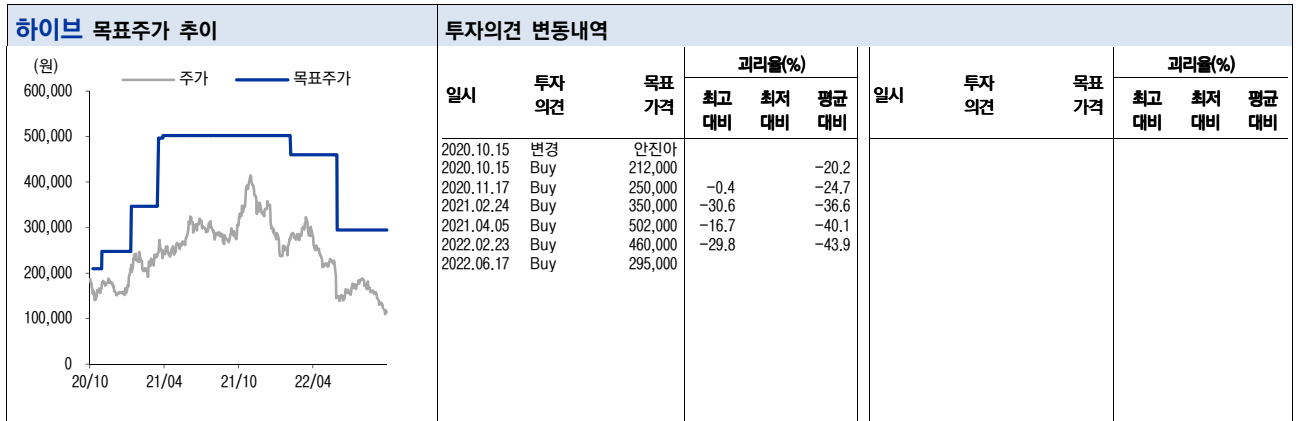 하이브 목표주가 추이
투자의견 변동내역
(원)
주가
목표주가
600,000
500,000
400,000
300,000
200,000
100,000
0
20/10 21/04 21/10 22/04
일시 투자의견 목표가격 괴리율(%)
최고대비 최저대비 평균대비
2020.10.15 변경 안진아
2020.10.15 Buy 212,000 -20.2
2020.11.17 Buy 250,000 -0.4 -24.7
2021.02.24 Buy 350,000 -30.6 -36.6
2021.04.05 Buy 502,000 -16.7 -40.1
2022.02.23 Buy 460,000 -29.8 -43.9
2022.06.17 Buy 295,000
일시 투자의견 목표가격 괴리율(%)
최고대비 최저대비 평균대비